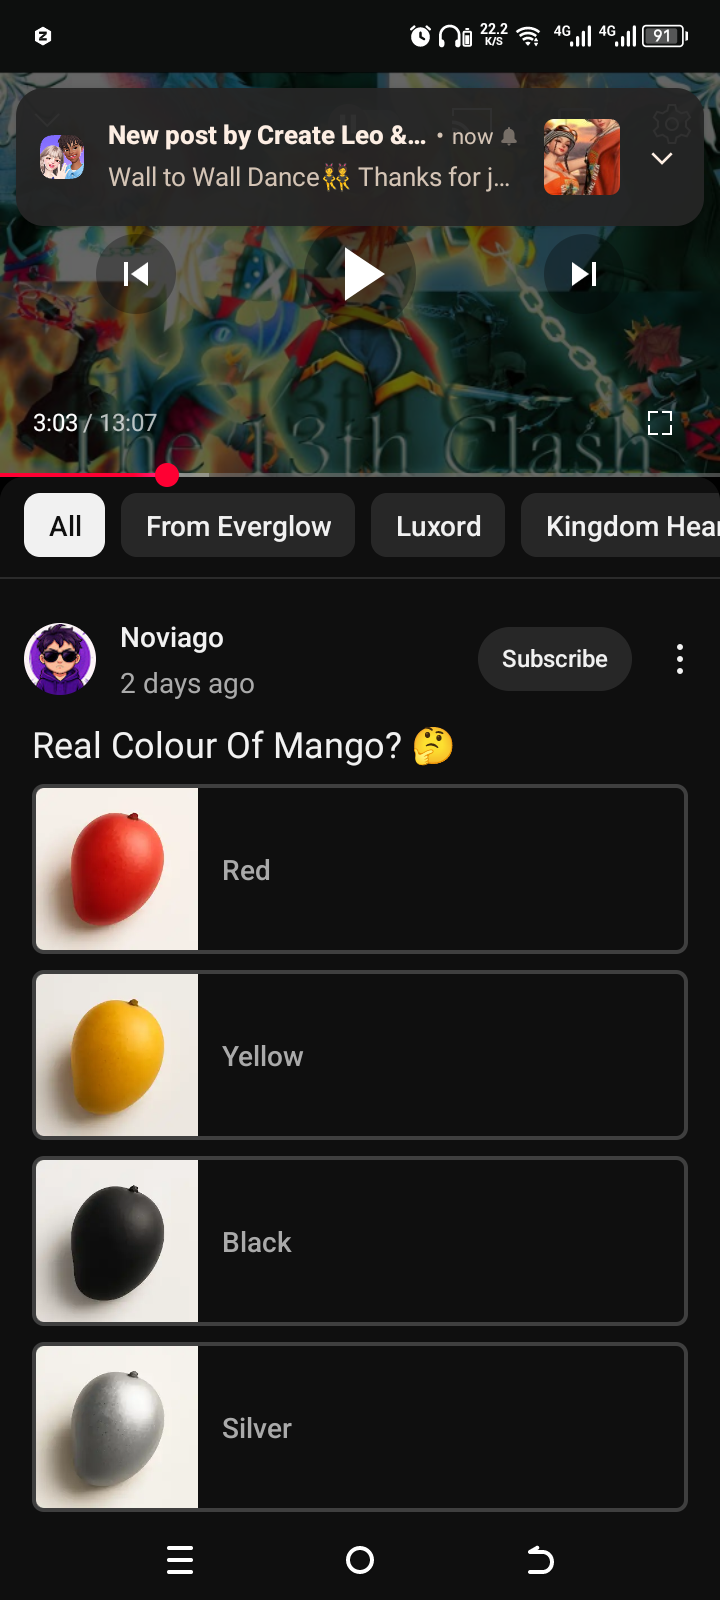 22.2
K/S
4G
4G
91
New post by Create Leo &... • now
Wall to Wall Dance👯 Thanks for j...
3:03 / 13:07
The 13th Clash
All
From Everglow
Luxord
Kingdom Hear
Noviago
2 days ago
Subscribe
Real Colour Of Mango? 🤔
Red
Yellow
Black
Silver